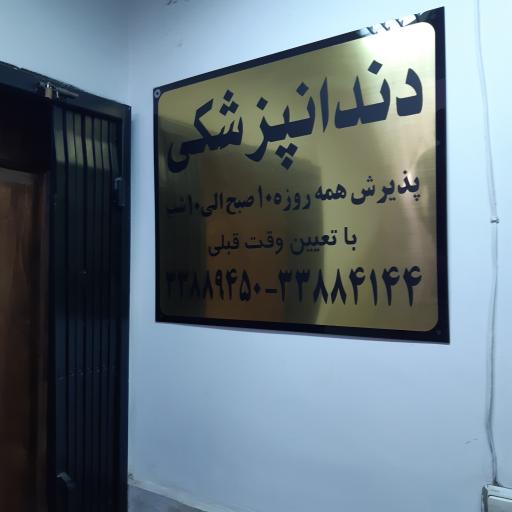 دندانپزشکی
پذیرش همه روزه ۱۰ صبح الی ۱۰ شب
با تعیین وقت قبلی
۳۳۸۸۹۴۵۰-۳۳۸۸۴۱۴۴